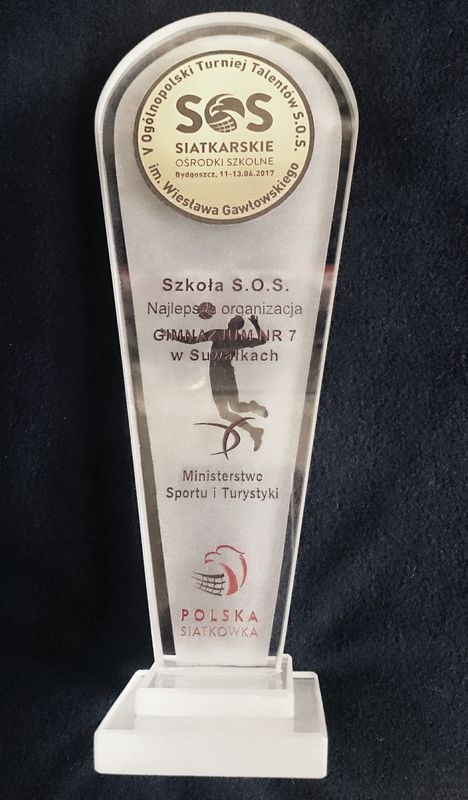 V Ogólnopolski Turniej Talentów S.O.S.
SOS
SIATKARSKIE
OŚRODKI SZKOLNE
Bydgoszcz, 11-13.06.2017
im. Wiesława Gawłowskiego
Szkoła S.O.S.
Najlepsza organizacja
GIMNAZJUM NR 7
w Suwałkach
Ministerstwo
Sportu i Turystyki
POLSKA
SIATKÓWKA